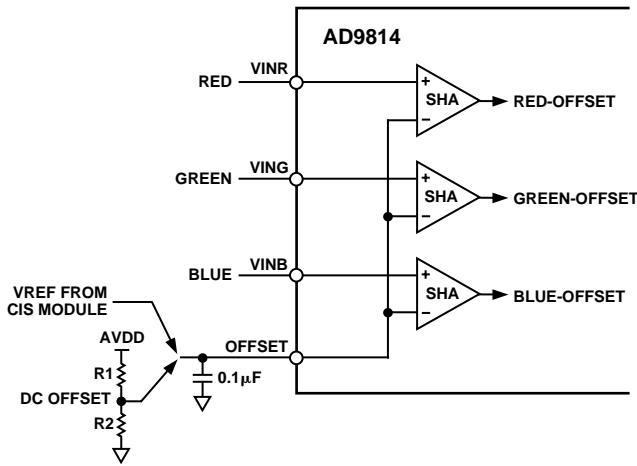 AD9814
VINR
RED
+
SHA
−
RED-OFFSET
VING
GREEN
+
SHA
−
GREEN-OFFSET
VINB
BLUE
+
SHA
−
BLUE-OFFSET
VREF FROM
CIS MODULE
AVDD
OFFSET
R1
0.1μF
DC OFFSET
R2